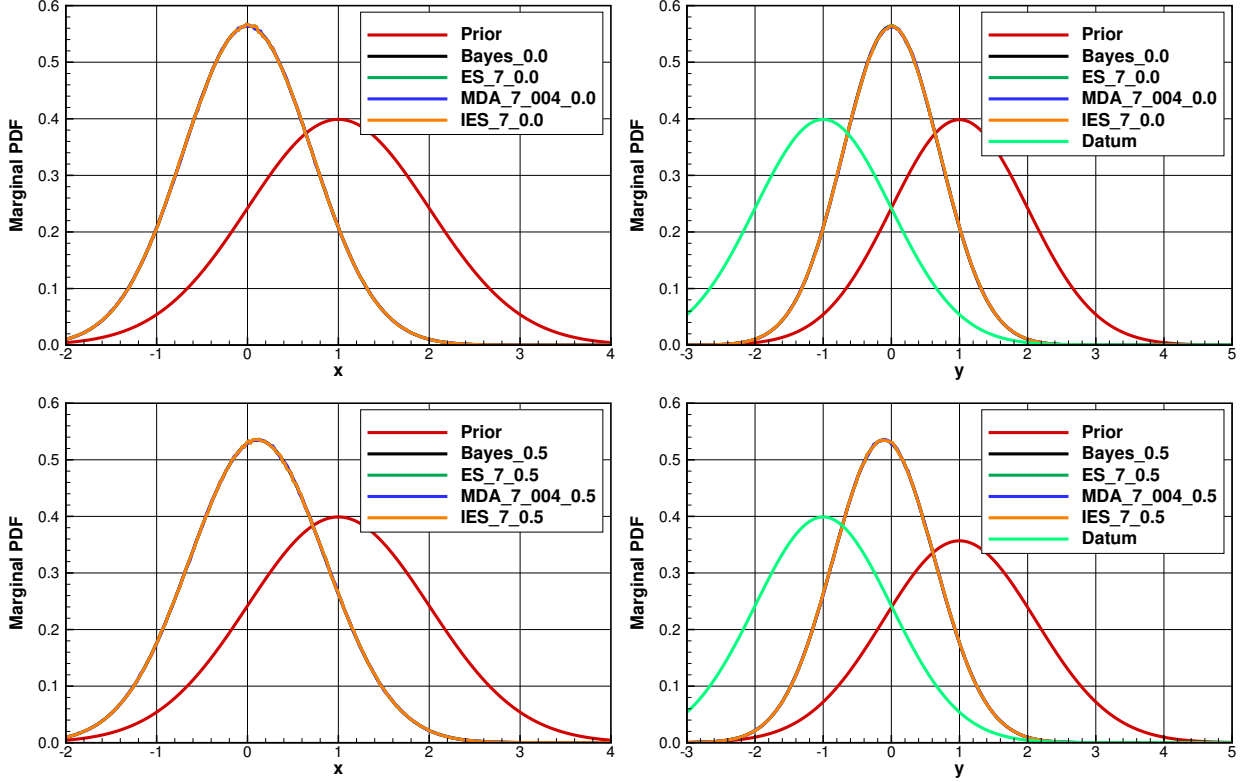 0.6
0.5
0.4
0.3
0.2
0.1
0.0
Marginal PDF
-2 -1 0 1 2 3 4
x
Prior
Bayes_0.0
ES_7_0.0
MDA_7_004_0.0
IES_7_0.0
0.6
0.5
0.4
0.3
0.2
0.1
0.0
Marginal PDF
-3 -2 -1 0 1 2 3 4 5
y
Prior
Bayes_0.0
ES_7_0.0
MDA_7_004_0.0
IES_7_0.0
Datum
0.6
0.5
0.4
0.3
0.2
0.1
0.0
Marginal PDF
-2 -1 0 1 2 3 4
x
Prior
Bayes_0.5
ES_7_0.5
MDA_7_004_0.5
IES_7_0.5
0.6
0.5
0.4
0.3
0.2
0.1
0.0
Marginal PDF
-3 -2 -1 0 1 2 3 4 5
y
Prior
Bayes_0.5
ES_7_0.5
MDA_7_004_0.5
IES_7_0.5
Datum